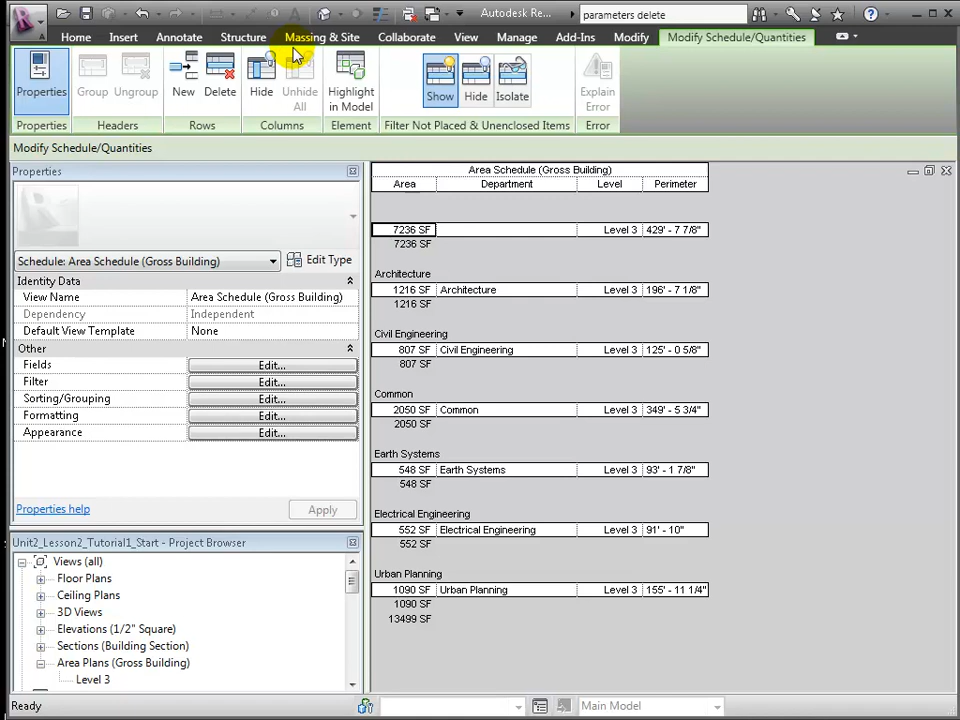 Autodesk Re...
parameters delete
Home Insert Annotate Structure Massing & Site Collaborate View Manage Add-Ins Modify Modify Schedule/Quantities
Properties Group Ungroup New Delete Hide Unhide All Highlight in Model Show Hide Isolate Explain Error
Properties Headers Rows Columns Element Filter Not Placed & Unenclosed Items Error
Modify Schedule/Quantities
Properties
Schedule: Area Schedule (Gross Building) Edit Type
Identity Data
View Name Area Schedule (Gross Building)
Dependency Independent
Default View Template None
Other
Fields Edit...
Filter Edit...
Sorting/Grouping Edit...
Formatting Edit...
Appearance Edit...
Properties help Apply
Unit2_Lesson2_Tutorial1_Start - Project Browser
Views (all)
Floor Plans
Ceiling Plans
3D Views
Elevations (1/2" Square)
Sections (Building Section)
Area Plans (Gross Building)
Level 3
Area Schedule (Gross Building)
Area Department Level Perimeter
7236 SF Level 3 429' - 7 7/8"
7236 SF
Architecture
1216 SF Architecture Level 3 196' - 7 1/8"
1216 SF
Civil Engineering
807 SF Civil Engineering Level 3 125' - 0 5/8"
807 SF
Common
2050 SF Common Level 3 349' - 5 3/4"
2050 SF
Earth Systems
548 SF Earth Systems Level 3 93' - 1 7/8"
548 SF
Electrical Engineering
552 SF Electrical Engineering Level 3 91' - 10"
552 SF
Urban Planning
1090 SF Urban Planning Level 3 155' - 11 1/4"
1090 SF
13499 SF
Ready Main Model